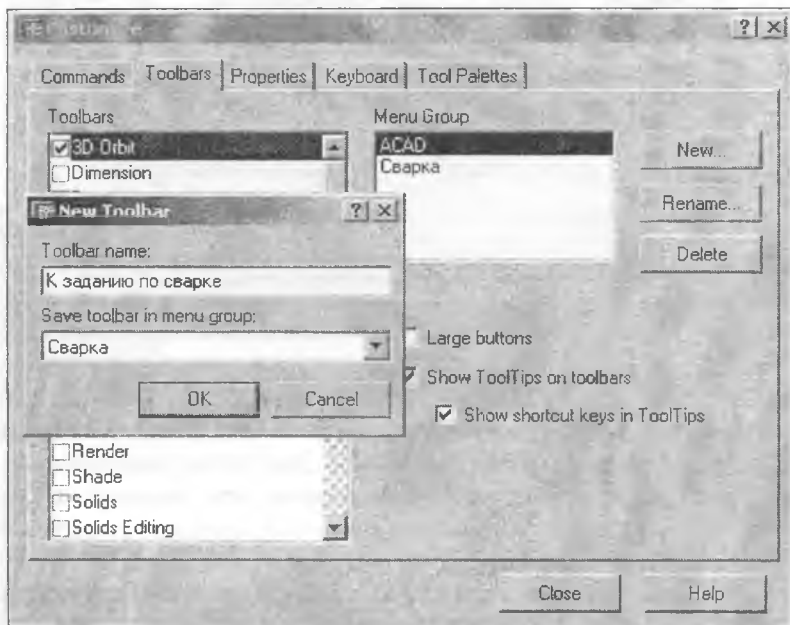 Commands Toolbars Properties Keyboard Tool Palettes
Toolbars
3D Orbit
Dimension
Menu Group
ACAD
Сварка
New...
Rename...
Delete
New Toolbar
Toolbar name:
К заданию по сварке
Save toolbar in menu group:
Сварка
OK Cancel
Large buttons
Show ToolTips on toolbars
Show shortcut keys in ToolTips
Render
Shade
Solids
Solids Editing
Close Help